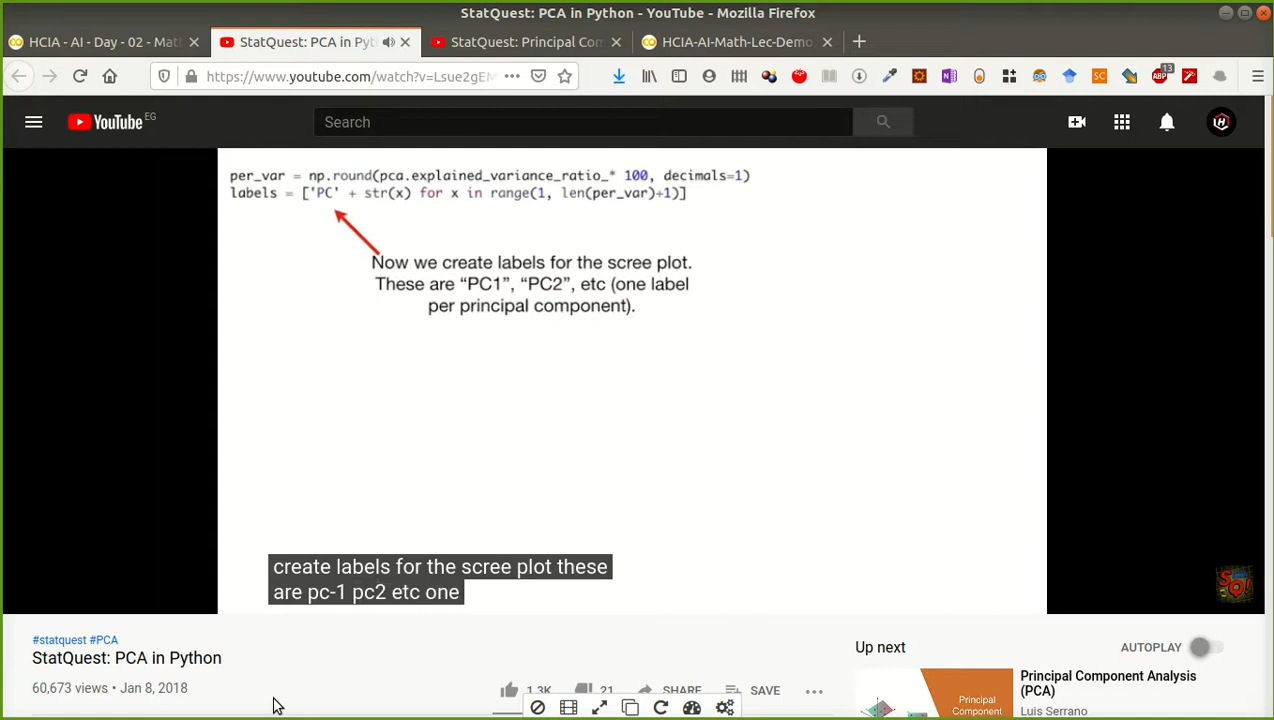 StatQuest: PCA in Python - YouTube - Mozilla Firefox
HCIA - AI - Day - 02 - Mat
StatQuest: PCA in Pyt
StatQuest: Principal Com
HCIA-AI-Math-Lec-Demo.
https://www.youtube.com/watch?v=Lsue2gEM
SC
ABP
13
YouTube EG
Search
per_var = np.round(pca.explained_variance_ratio_* 100, decimals=1)
labels = ['PC' + str(x) for x in range(1, len(per_var)+1)]
Now we create labels for the scree plot.
These are “PC1”, “PC2”, etc (one label
per principal component).
create labels for the scree plot these
are pc-1 pc2 etc one
#statquest #PCA
StatQuest: PCA in Python
60,673 views • Jan 8, 2018
1.3K
21
SHARE
SAVE
Up next
AUTOPLAY
Principal Component Analysis
(PCA)
Luis Serrano
Principal
Component